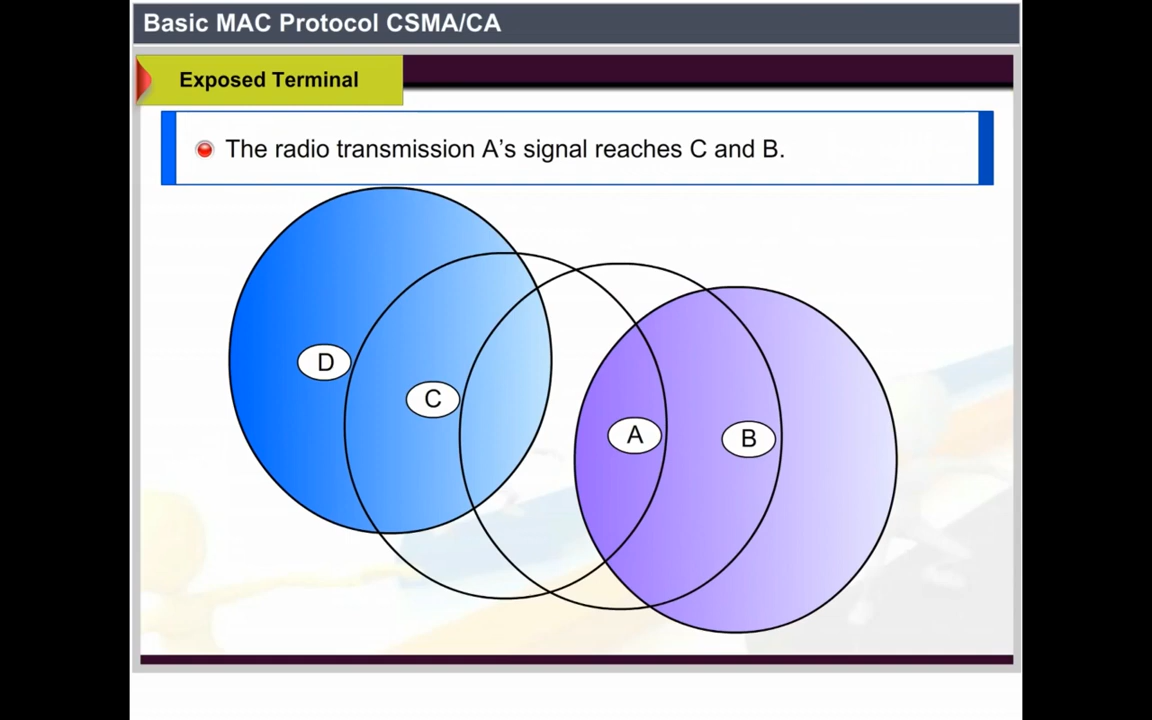 Basic MAC Protocol CSMA/CA
Exposed Terminal
The radio transmission A’s signal reaches C and B.
D
C
A
B